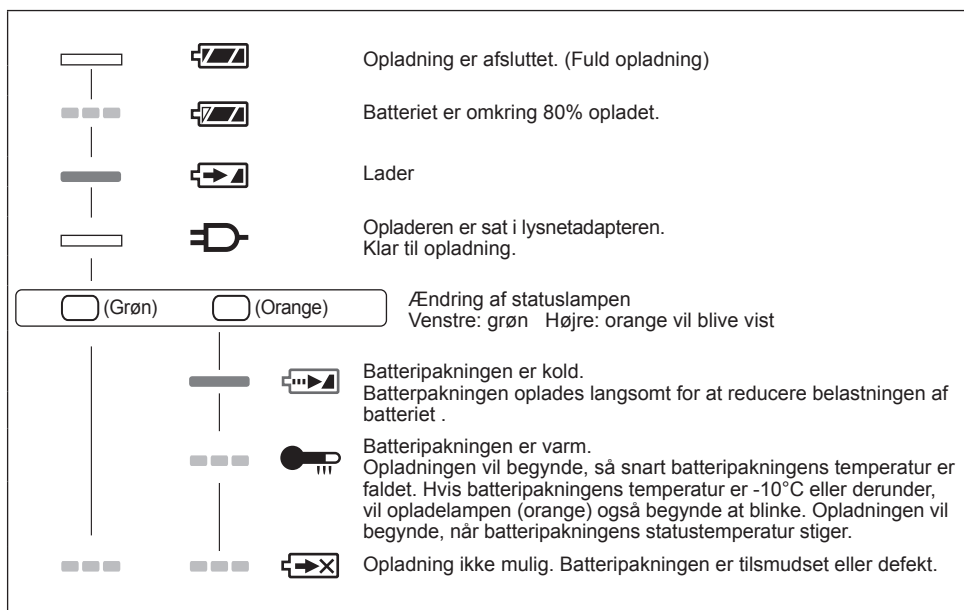 Opladning er afsluttet. (Fuld opladning)
Batteriet er omkring 80% opladet.
Lader
Opladeren er sat i lysnetadapteren.
Klar til opladning.
(Grøn) (Orange)
Ændring af statuslampen
Venstre: grøn Højre: orange vil blive vist
Batteripakningen er kold.
Batterpakningen oplades langsomt for at reducere belastningen af
batteriet .
Batteripakningen er varm.
Opladningen vil begynde, så snart batteripakningens temperatur er
faldet. Hvis batteripakningens temperatur er -10°C eller derunder,
vil opladelampen (orange) også begynde at blinke. Opladningen vil
begynde, når batteripakningens statustemperatur stiger.
Opladning ikke mulig. Batteripakningen er tilsmudset eller defekt.